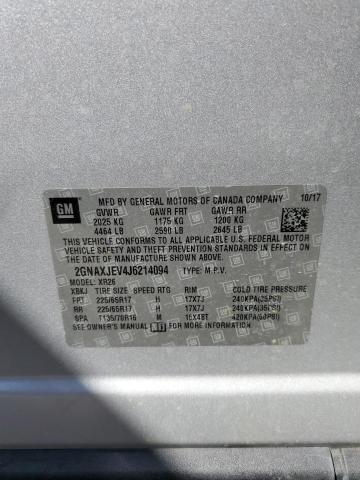 GM
MFD BY GENERAL MOTORS OF CANADA COMPANY 10/17
GVWR GAWR FRT GAWR RR
2025 KG 1175 KG 1200 KG
4464 LB 2590 LB 2645 LB
THIS VEHICLE CONFORMS TO ALL APPLICABLE U.S. FEDERAL MOTOR
VEHICLE SAFETY AND THEFT PREVENTION STANDARDS IN EFFECT ON
THE DATE OF MANUFACTURE SHOWN ABOVE.
2GNAXJEV4J6214094 TYPE: M.P.V.
MODEL: XR26
XBKJ TIRE SIZE SPEED RTG RIM COLD TIRE PRESSURE
FRT 225/65R17 H 17X7J 240KPA(35PSI)
RR 225/65R17 H 17X7J 240KPA(35PSI)
SPA T135/70R16 M 16X4BT 420KPA(60PSI)
SEE OWNER'S MANUAL FOR ADDITIONAL INFORMATION